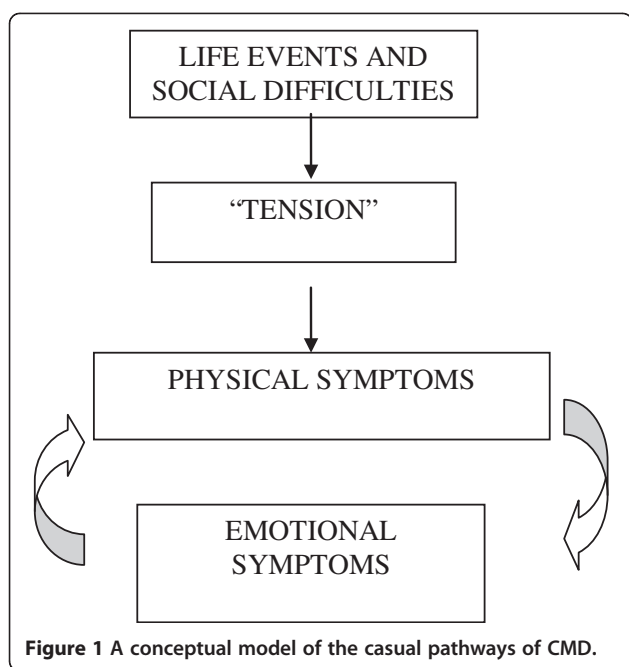 LIFE EVENTS AND
SOCIAL DIFFICULTIES
“TENSION”
PHYSICAL SYMPTOMS
EMOTIONAL
SYMPTOMS
Figure 1 A conceptual model of the casual pathways of CMD.